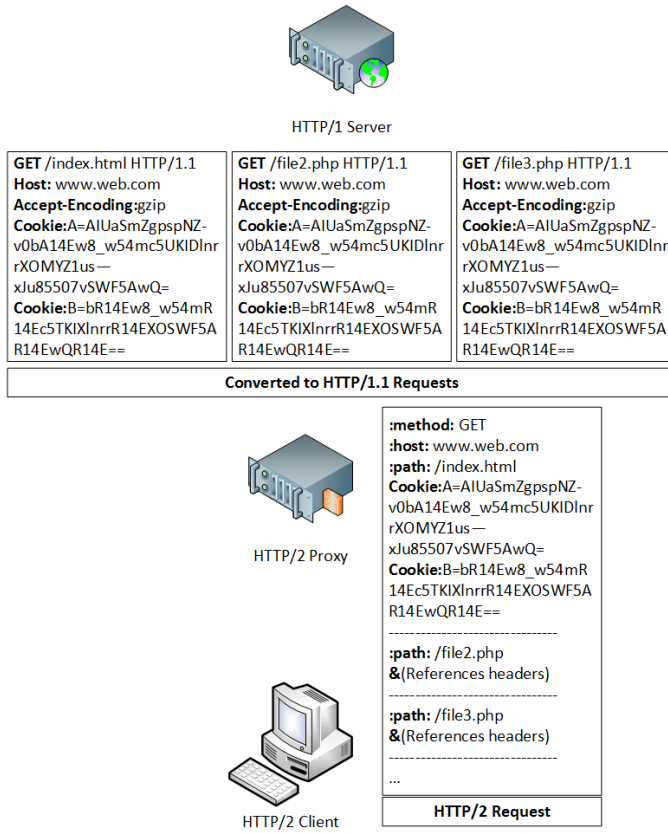 HTTP/1 Server
GET /index.html HTTP/1.1
Host: www.web.com
Accept-Encoding:gzip
Cookie:A=AIUaSmZgpspNZ-
v0bA14Ew8_w54mc5UKIDlnr
rXOMYZ1us—
xJu85507vSWF5AwQ=
Cookie:B=bR14Ew8_w54mR
14Ec5TKIXlnrrR14EXOSWF5A
R14EwQR14E==
GET /file2.php HTTP/1.1
Host: www.web.com
Accept-Encoding:gzip
Cookie:A=AIUaSmZgpspNZ-
v0bA14Ew8_w54mc5UKIDlnr
rXOMYZ1us—
xJu85507vSWF5AwQ=
Cookie:B=bR14Ew8_w54mR
14Ec5TKIXlnrrR14EXOSWF5A
R14EwQR14E==
GET /file3.php HTTP/1.1
Host: www.web.com
Accept-Encoding:gzip
Cookie:A=AIUaSmZgpspNZ-
v0bA14Ew8_w54mc5UKIDlnr
rXOMYZ1us—
xJu85507vSWF5AwQ=
Cookie:B=bR14Ew8_w54mR
14Ec5TKIXlnrrR14EXOSWF5A
R14EwQR14E==
Converted to HTTP/1.1 Requests
HTTP/2 Proxy
:method: GET
:host: www.web.com
:path: /index.html
Cookie:A=AIUaSmZgpspNZ-
v0bA14Ew8_w54mc5UKIDlnr
rXOMYZ1us—
xJu85507vSWF5AwQ=
Cookie:B=bR14Ew8_w54mR
14Ec5TKIXlnrrR14EXOSWF5A
R14EwQR14E==
--------------------------------
:path: /file2.php
&(References headers)
--------------------------------
:path: /file3.php
&(References headers)
--------------------------------
...
HTTP/2 Request
HTTP/2 Client